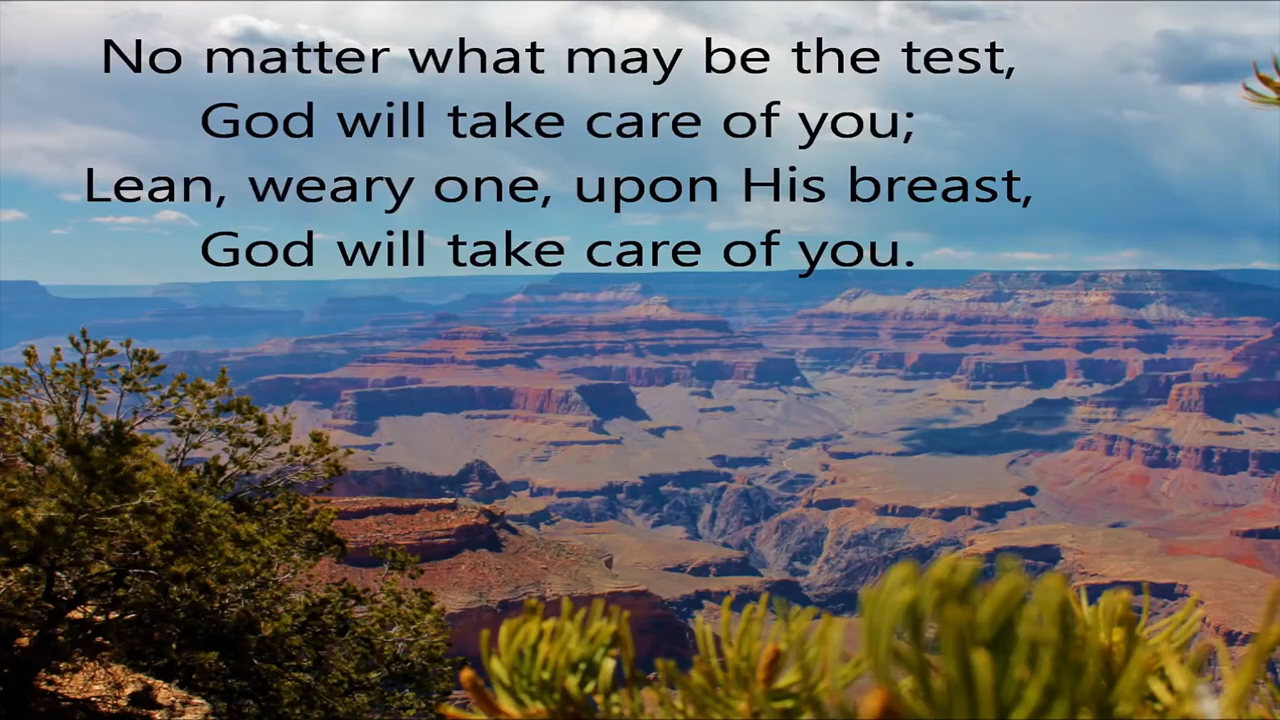 No matter what may be the test,
God will take care of you;
Lean, weary one, upon His breast,
God will take care of you.